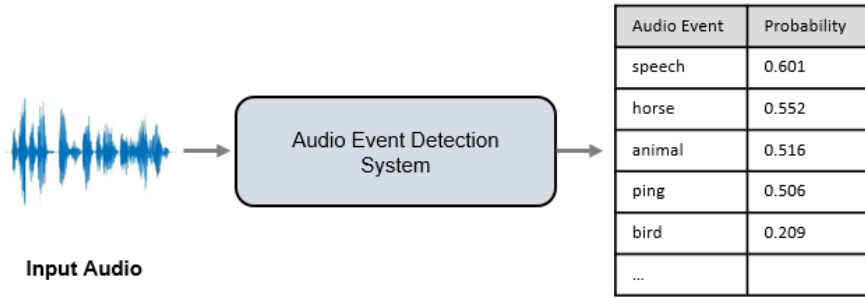 Input Audio
Audio Event Detection
System
Audio Event Probability
speech 0.601
horse 0.552
animal 0.516
ping 0.506
bird 0.209
...